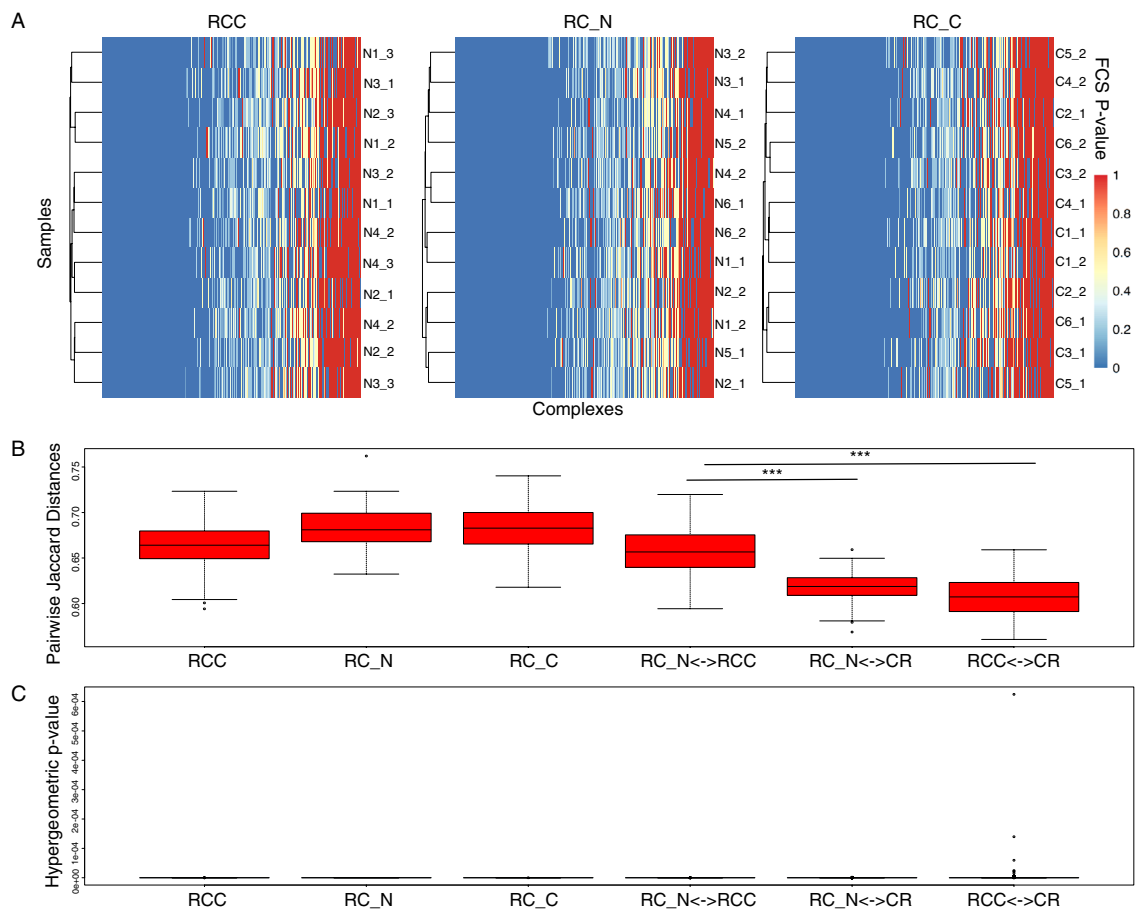 A
RCC
RC_N
RC_C
Samples
N1_3
N3_1
N2_3
N1_2
N3_2
N1_1
N4_2
N4_3
N2_1
N4_2
N2_2
N3_3
N3_2
N3_1
N4_1
N5_2
N4_2
N6_1
N6_2
N1_1
N2_2
N1_2
N5_1
N2_1
C5_2
C4_2
C2_1
C6_2
C3_2
C4_1
C1_1
C1_2
C2_2
C6_1
C3_1
C5_1
FCS P-value
1
0.8
0.6
0.4
0.2
0
Complexes
B
Pairwise Jaccard Distances
0.75
0.70
0.65
0.60
***
***
RCC
RC_N
RC_C
RC_N<->RCC
RC_N<->CR
RCC<->CR
C
Hypergeometric p-value
6e-04
5e-04
4e-04
3e-04
2e-04
1e-04
0e+00
RCC
RC_N
RC_C
RC_N<->RCC
RC_N<->CR
RCC<->CR